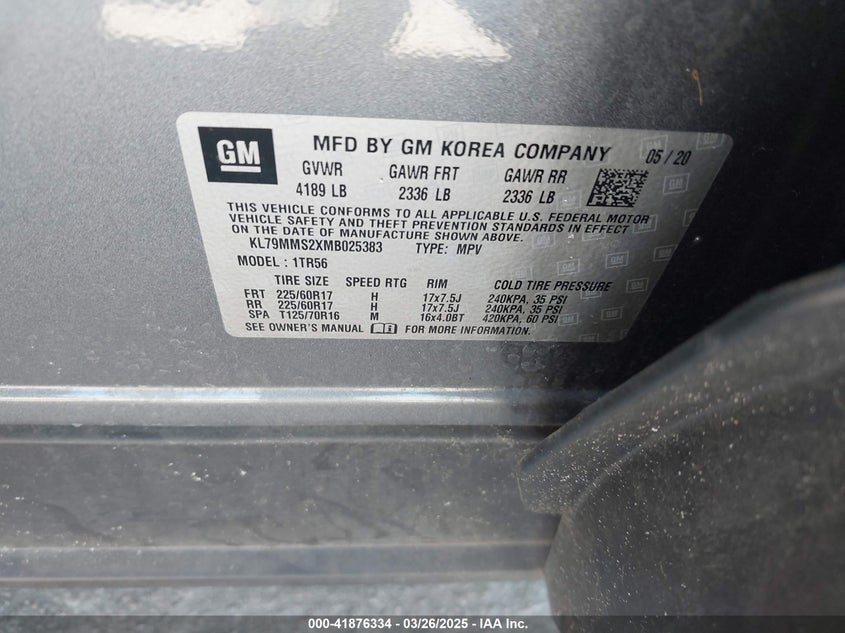 GM
MFD BY GM KOREA COMPANY 05 / 20
GVWR GAWR FRT GAWR RR
4189 LB 2336 LB 2336 LB
THIS VEHICLE CONFORMS TO ALL APPLICABLE U.S. FEDERAL MOTOR
VEHICLE SAFETY AND THEFT PREVENTION STANDARDS IN EFFECT
ON THE DATE OF MANUFACTURE SHOWN ABOVE.
KL79MMS2XMB025383 TYPE: MPV
MODEL : 1TR56
TIRE SIZE SPEED RTG RIM COLD TIRE PRESSURE
FRT 225/60R17 H 17x7.5J 240KPA, 35 PSI
RR 225/60R17 H 17x7.5J 240KPA, 35 PSI
SPA T125/70R16 M 16x4.0BT 420KPA, 60 PSI
SEE OWNER'S MANUAL FOR MORE INFORMATION.
000-41876334 - 03/26/2025 - IAA Inc.